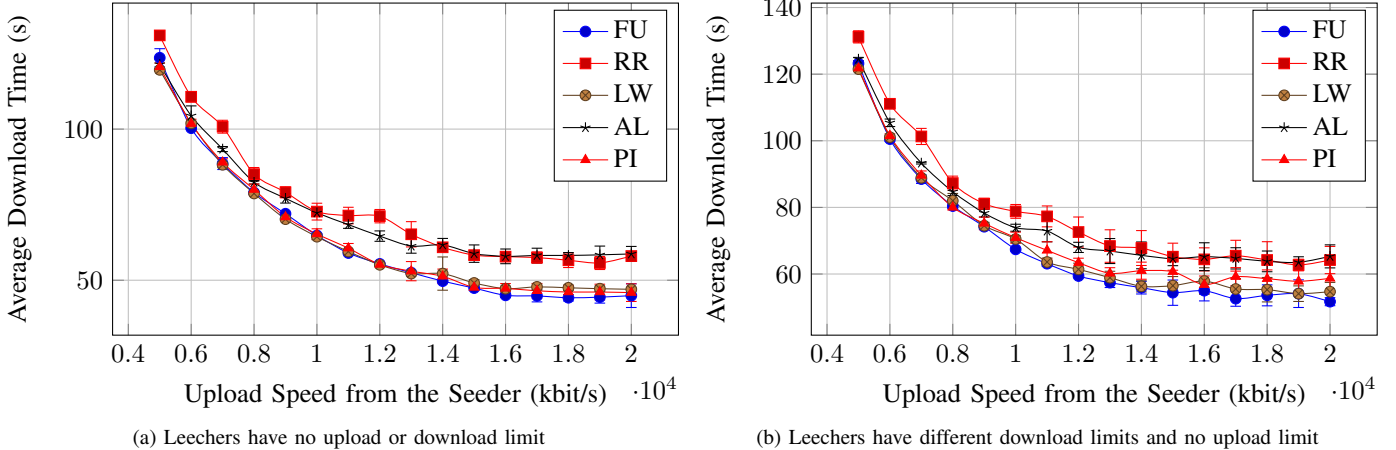 Average Download Time (s)
100
50
0.4 0.6 0.8 1 1.2 1.4 1.6 1.8 2
·10⁴
Upload Speed from the Seeder (kbit/s)
FU
RR
LW
AL
PI
(a) Leechers have no upload or download limit
Average Download Time (s)
140
120
100
80
60
0.4 0.6 0.8 1 1.2 1.4 1.6 1.8 2
·10⁴
Upload Speed from the Seeder (kbit/s)
FU
RR
LW
AL
PI
(b) Leechers have different download limits and no upload limit